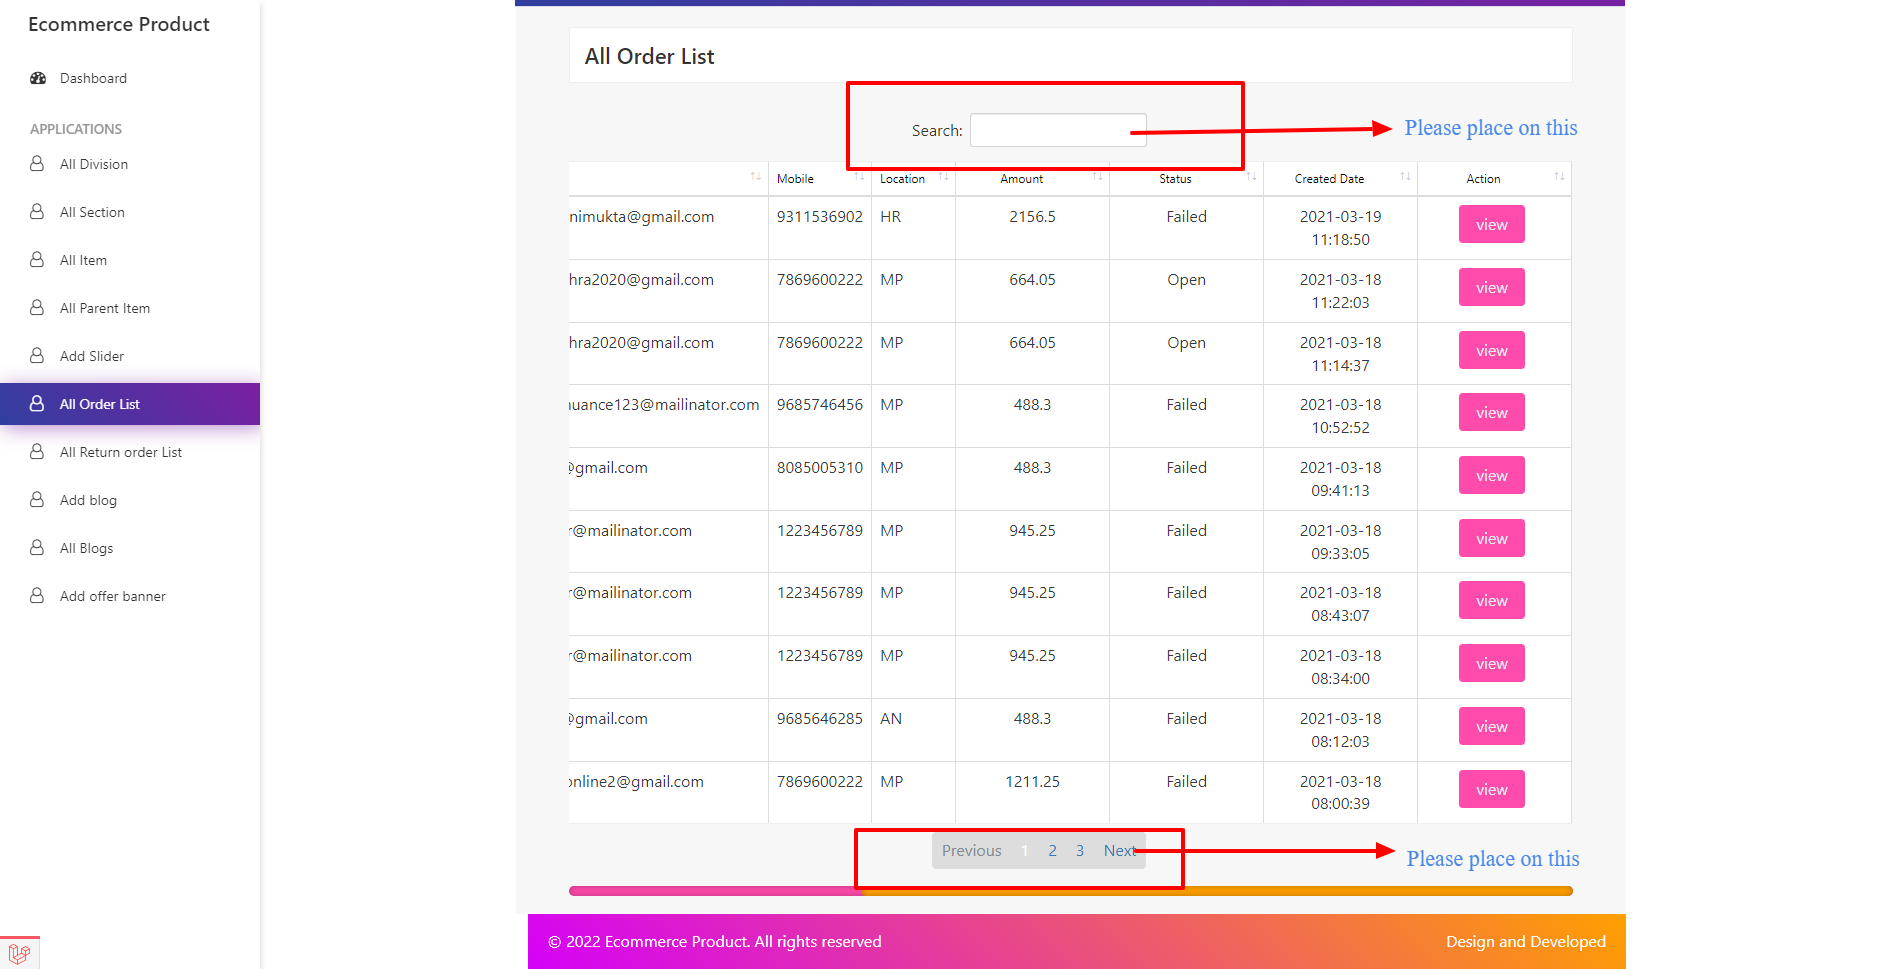 Ecommerce Product
Dashboard
APPLICATIONS
All Division
All Section
All Item
All Parent Item
Add Slider
All Order List
All Return order List
Add blog
All Blogs
Add offer banner
All Order List
Search:
Please place on this
Mobile Location Amount Status Created Date Action
nimukta@gmail.com 9311536902 HR 2156.5 Failed 2021-03-19 view
11:18:50
hra2020@gmail.com 7869600222 MP 664.05 Open 2021-03-18 view
11:22:03
hra2020@gmail.com 7869600222 MP 664.05 Open 2021-03-18 view
11:14:37
uance123@mailinator.com 9685746456 MP 488.3 Failed 2021-03-18 view
10:52:52
@gmail.com 8085005310 MP 488.3 Failed 2021-03-18 view
09:41:13
r@mailinator.com 1223456789 MP 945.25 Failed 2021-03-18 view
09:33:05
r@mailinator.com 1223456789 MP 945.25 Failed 2021-03-18 view
08:43:07
r@mailinator.com 1223456789 MP 945.25 Failed 2021-03-18 view
08:34:00
@gmail.com 9685646285 AN 488.3 Failed 2021-03-18 view
08:12:03
online2@gmail.com 7869600222 MP 1211.25 Failed 2021-03-18 view
08:00:39
Previous 1 2 3 Next
Please place on this
© 2022 Ecommerce Product. All rights reserved
Design and Developed